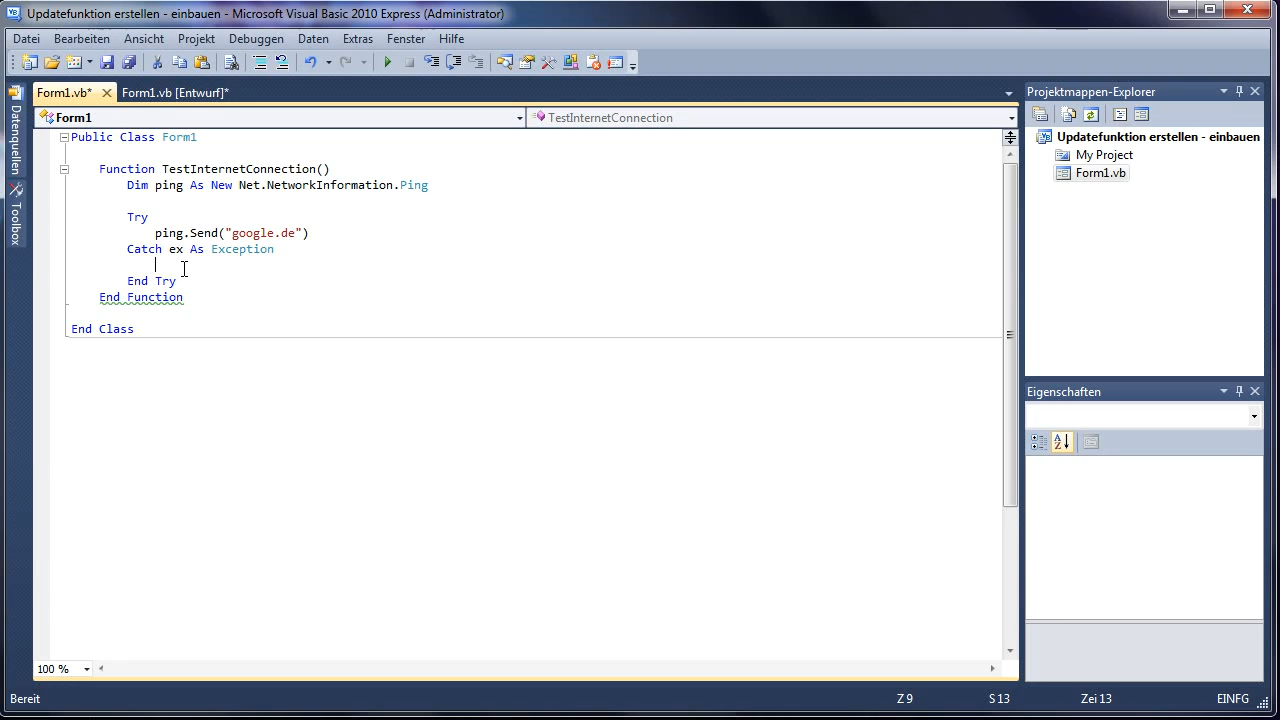 Updatefunktion erstellen - einbauen - Microsoft Visual Basic 2010 Express (Administrator)
Datei Bearbeiten Ansicht Projekt Debuggen Daten Extras Fenster Hilfe
Form1.vb* Form1.vb [Entwurf]*
Datenquellen
Toolbox
Form1 TestInternetConnection
Public Class Form1
Function TestInternetConnection()
Dim ping As New Net.NetworkInformation.Ping
Try
ping.Send("google.de")
Catch ex As Exception
End Try
End Function
End Class
100 %
Projektmappen-Explorer
Updatefunktion erstellen - einbauen
My Project
Form1.vb
Eigenschaften
Bereit Z 9 S 13 Zei 13 EINFG